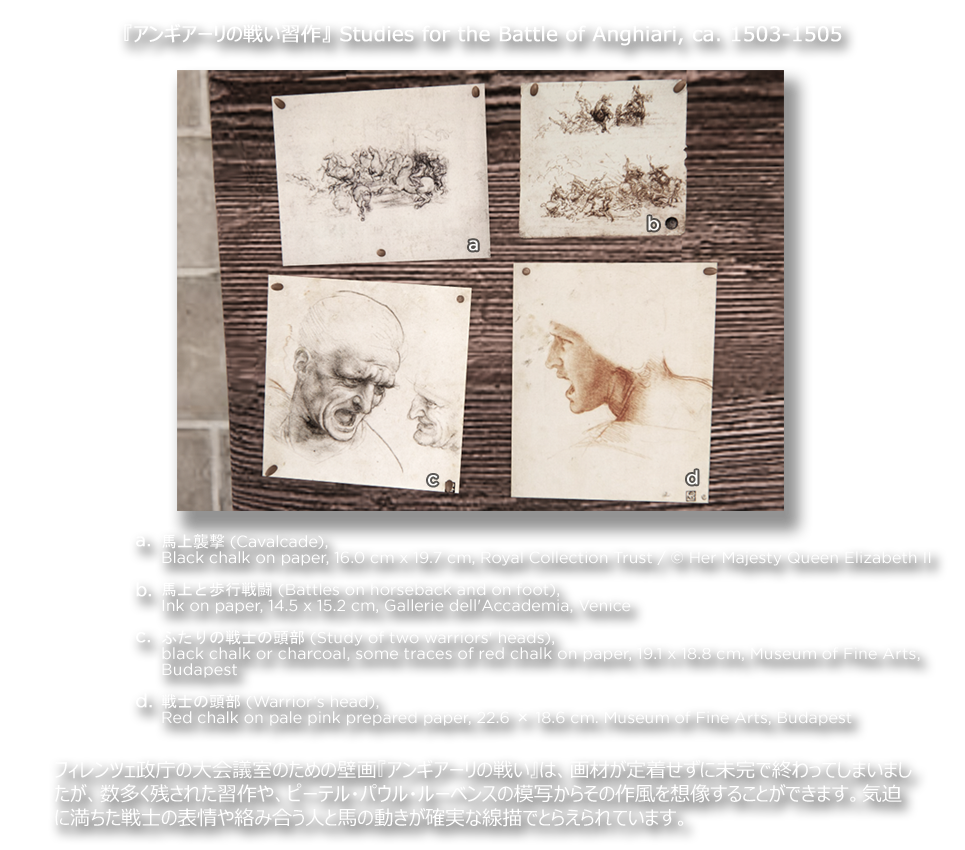 『アンギアーリの戦い習作』 Studies for the Battle of Anghiari, ca. 1503-1505
a
b
c
d
a. 馬上襲撃 (Cavalcade),
Black chalk on paper, 16.0 cm x 19.7 cm, Royal Collection Trust / © Her Majesty Queen Elizabeth II
b. 馬上と歩行戦闘 (Battles on horseback and on foot),
Ink on paper, 14.5 x 15.2 cm, Gallerie dell'Accademia, Venice
c. ふたりの戦士の頭部 (Study of two warriors' heads),
black chalk or charcoal, some traces of red chalk on paper, 19.1 x 18.8 cm, Museum of Fine Arts,
Budapest
d. 戦士の頭部 (Warrior's head),
Red chalk on pale pink prepared paper, 22.6 × 18.6 cm. Museum of Fine Arts, Budapest
フィレンツェ政庁の大会議室のための壁画『アンギアーリの戦い』は、画材が定着せずに未完で終わってしまいまし
たが、数多く残された習作や、ピーテル・パウル・ルーベンスの模写からその作風を想像することができます。気迫
に満ちた戦士の表情や絡み合う人と馬の動きが確実な線描でとらえられています。